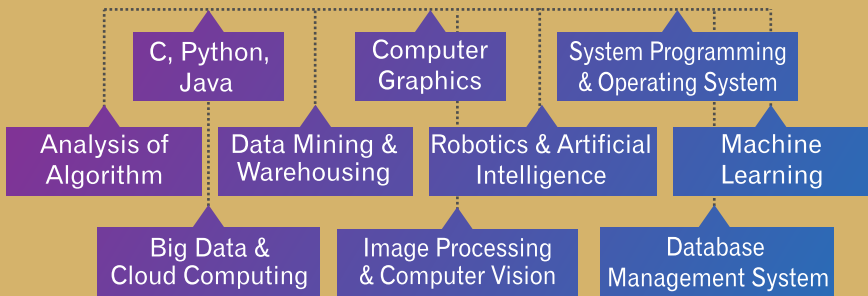 C, Python,
Java
Computer
Graphics
System Programming
& Operating System
Analysis of
Algorithm
Data Mining &
Warehousing
Robotics & Artificial
Intelligence
Machine
Learning
Big Data &
Cloud Computing
Image Processing
& Computer Vision
Database
Management System